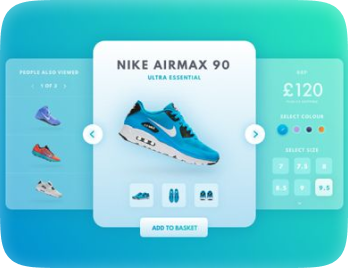 PEOPLE ALSO VIEWED
1 OF 2
NIKE AIRMAX 90
ULTRA ESSENTIAL
ADD TO BASKET
£120
SELECT COLOUR
SELECT SIZE
7 7.5 8
8.5 9 9.5